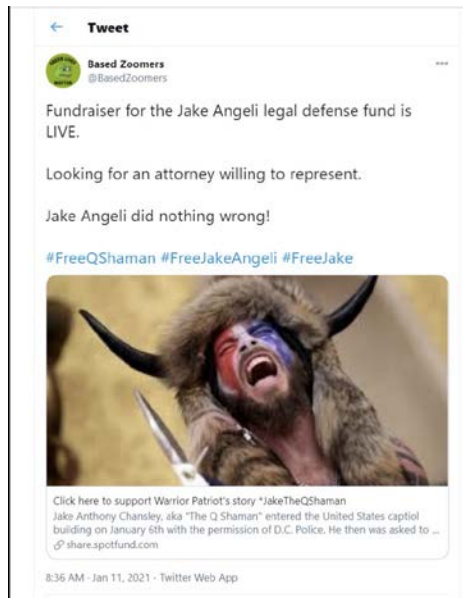 ← Tweet
Based Zoomers
@BasedZoomers
Fundraiser for the Jake Angeli legal defense fund is
LIVE.
Looking for an attorney willing to represent.
Jake Angeli did nothing wrong!
#FreeQShaman #FreeJakeAngeli #FreeJake
Click here to support Warrior Patriot's story *JakeTheQShaman
Jake Anthony Chansley, aka "The Q Shaman" entered the United States captiol
building on January 6th with the permission of D.C. Police. He then was asked to ...
share.spotfund.com
8:36 AM · Jan 11, 2021 · Twitter Web App